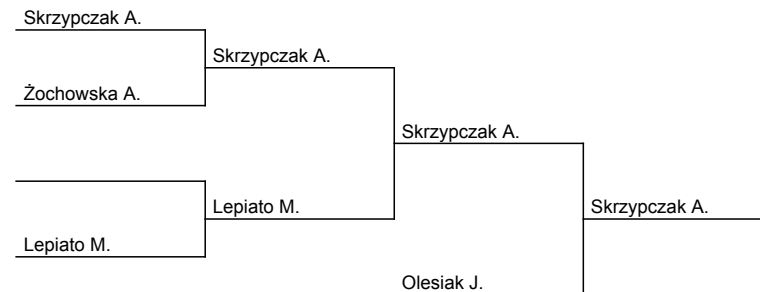 Skrzypczak A.
Skrzypczak A.
Żochowska A.
Skrzypczak A.
Lepiato M.
Skrzypczak A.
Lepiato M.
Olesiak J.